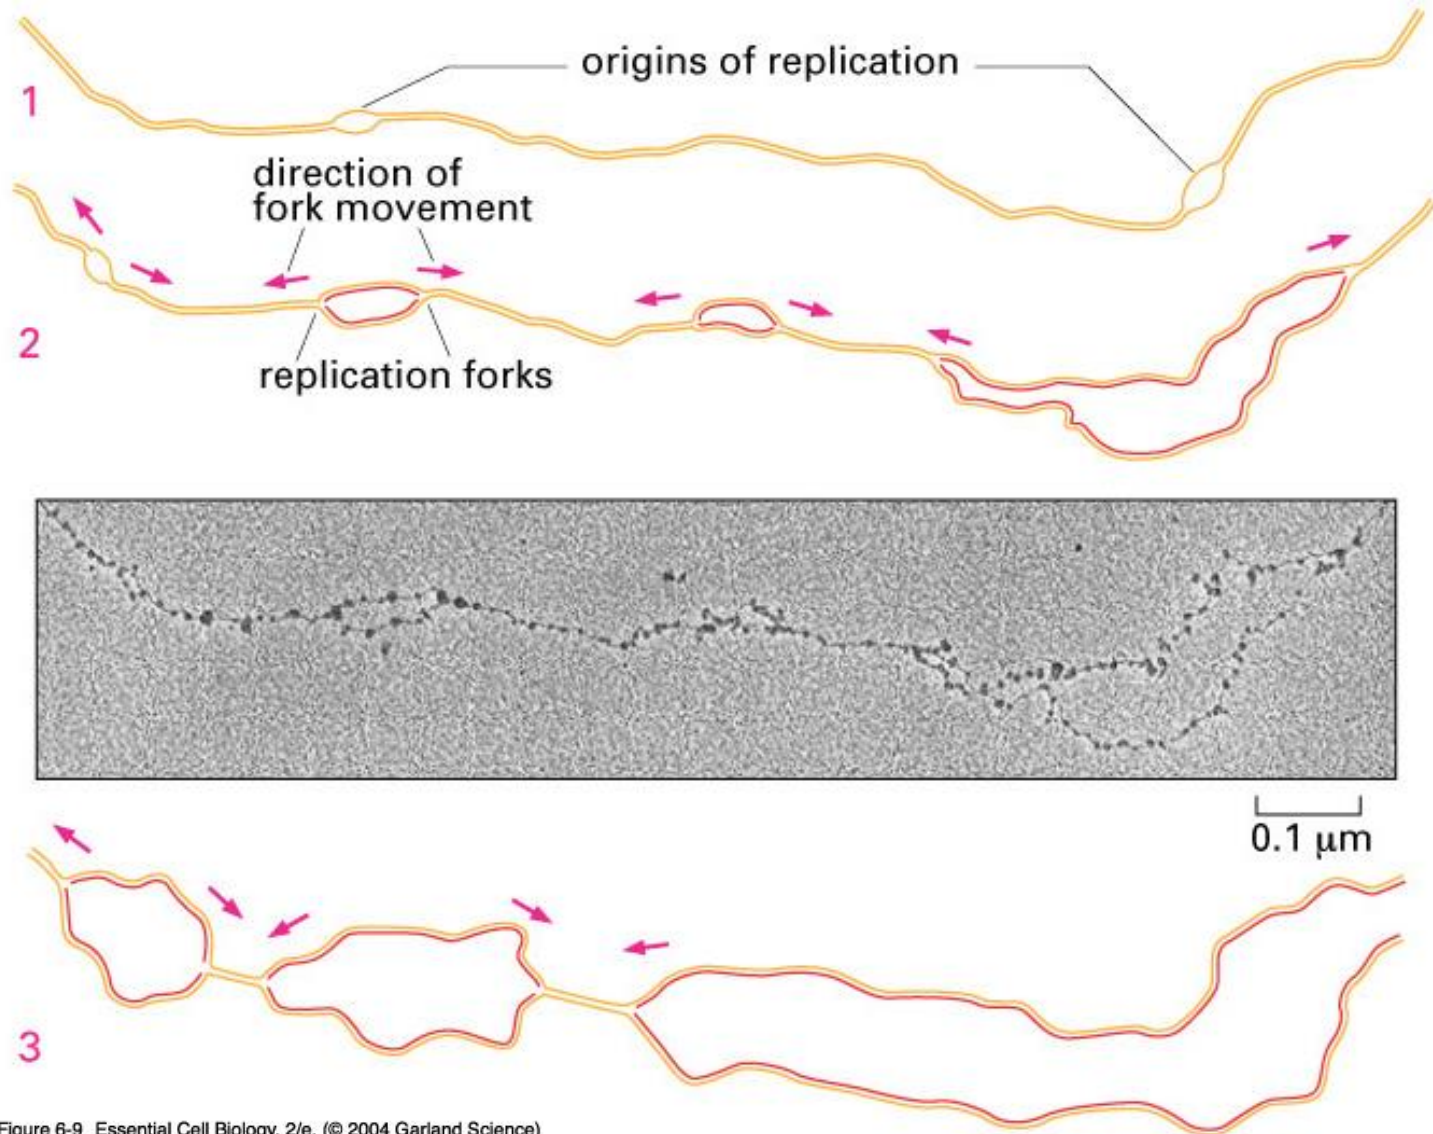 origins of replication
1
direction of
fork movement
2
replication forks
0.1 μm
3
Figure 6-9 Essential Cell Biology, 2/e. (© 2004 Garland Science)